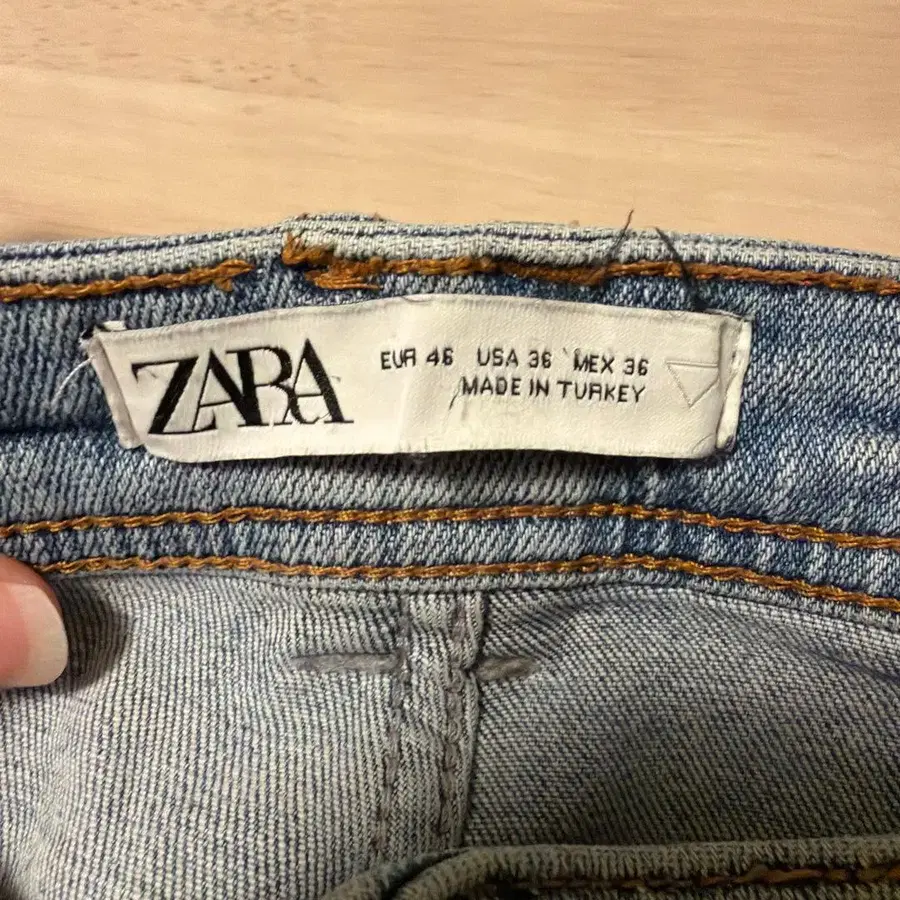 ZARA
EUR 46 USA 36 MEX 36
MADE IN TURKEY